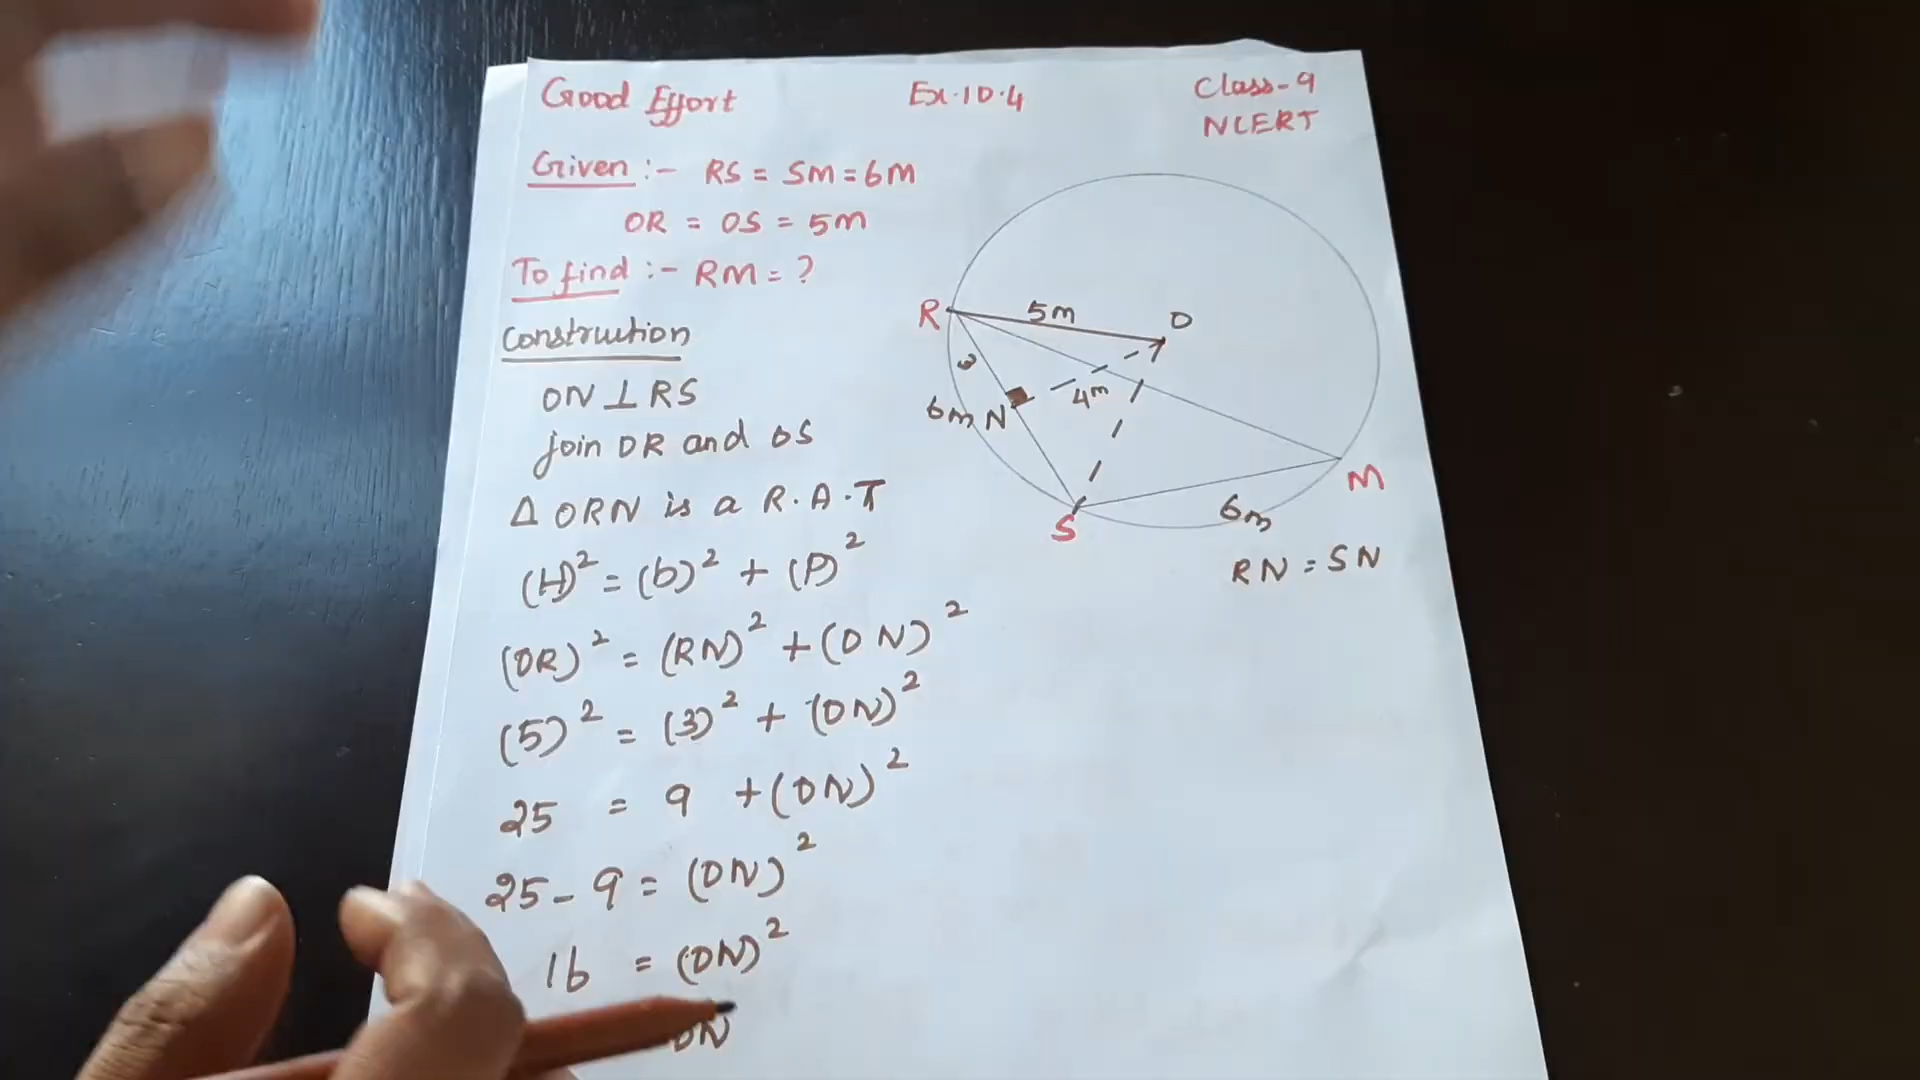 Good Effort Ex.10.4 Class-9
NCERT
Given :- RS = SM = 6M
OR = OS = 5M
To find :- RM = ?
Construction
ON ⊥ RS
join OR and OS
Δ ORN is a R.A.T
(H)² = (b)² + (P)²
(OR)² = (RN)² + (ON)²
(5)² = (3)² + (ON)²
25 = 9 + (ON)²
25 - 9 = (ON)²
16 = (ON)²
ON
R
5m
O
3
4m
6m N
M
S
6m
RN = SN